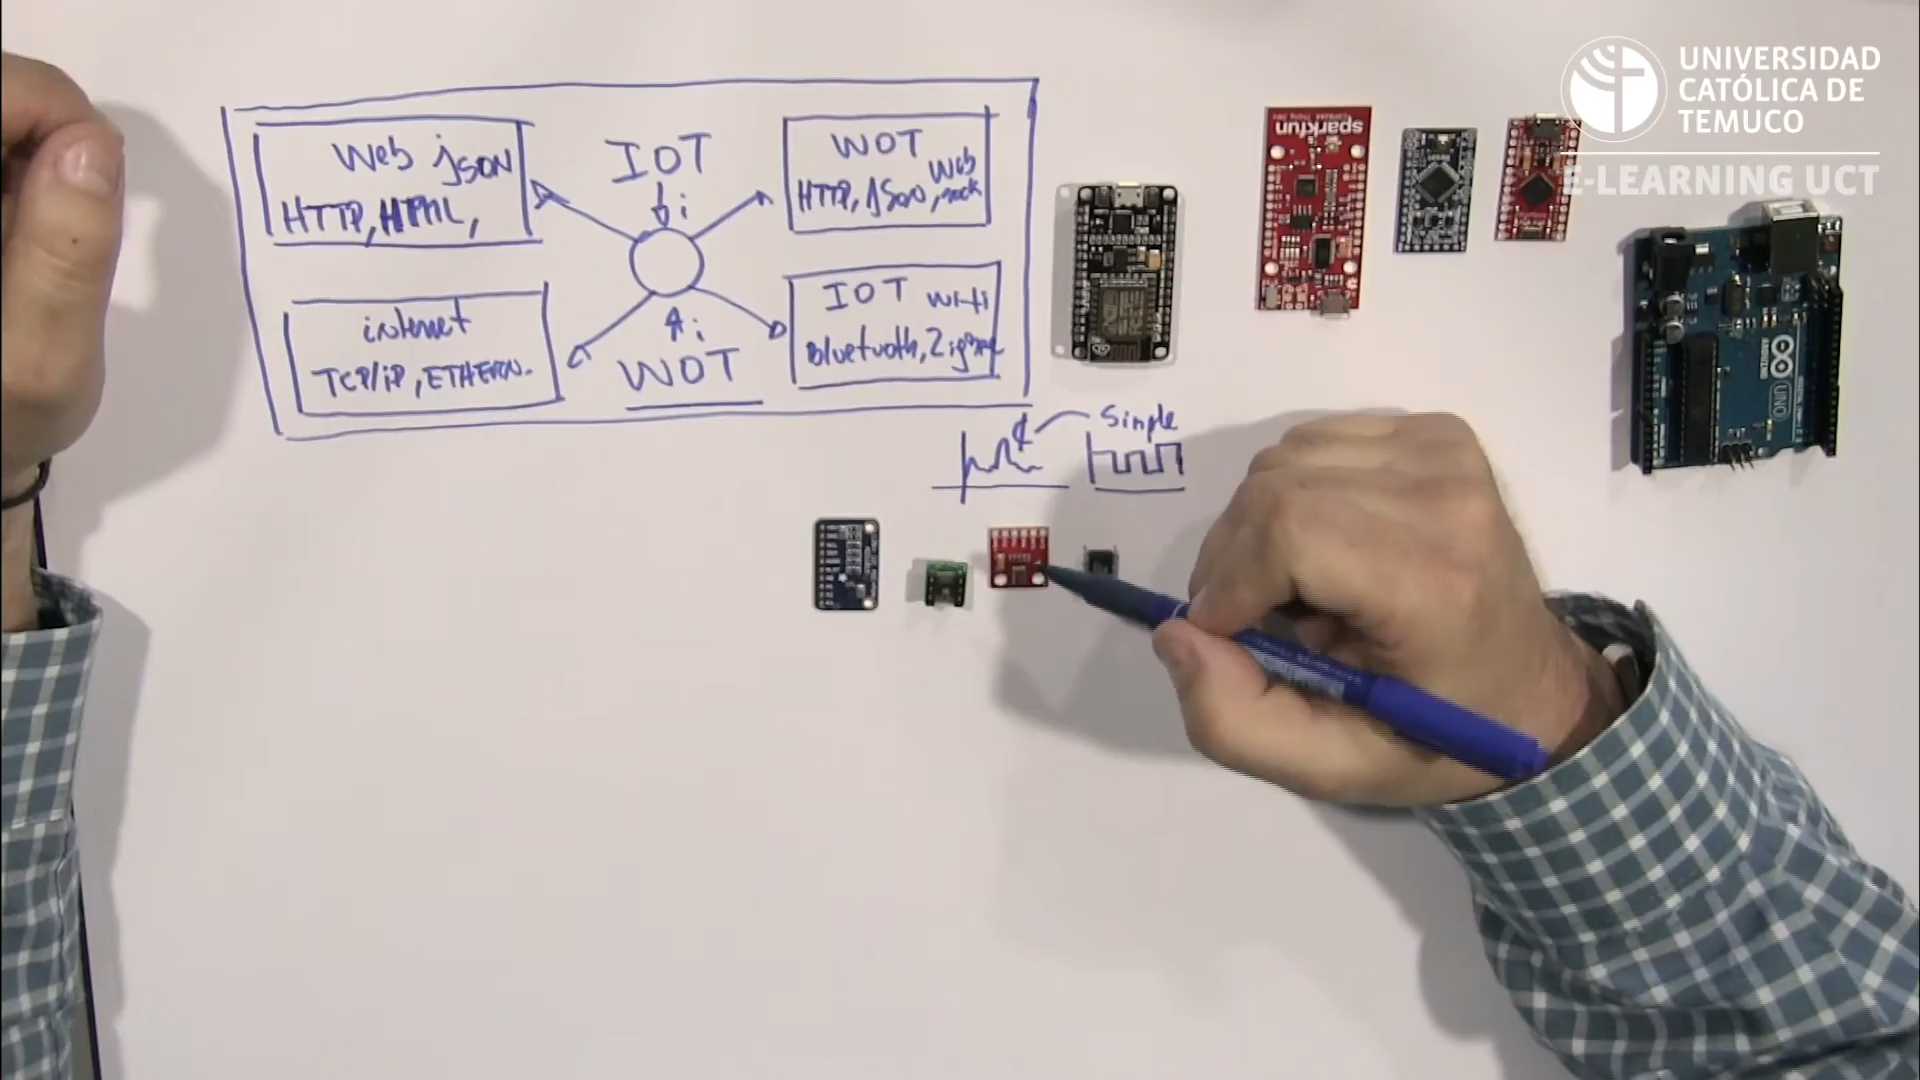 UNIVERSIDAD
CATÓLICA DE
TEMUCO
E-LEARNING UCT
Web json
HTTP, HTML,
IOT
i
WOT
Web
HTTP, JSon, sock
internet
TCP/iP, ETHERN.
i
WOT
IOT Wifi
Bluetooth, Zigbee
Simple
sparkfun
ARDUINO
UNO